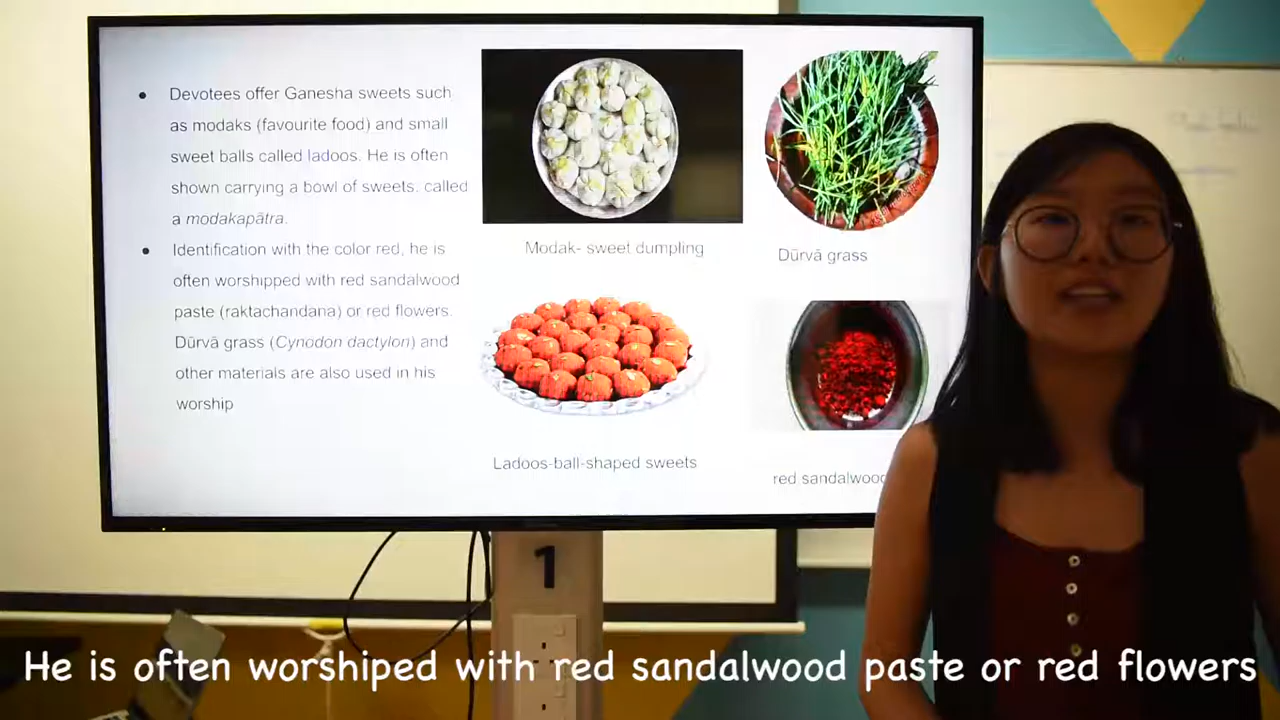 Devotees offer Ganesha sweets such
as modaks (favourite food) and small
sweet balls called ladoos. He is often
shown carrying a bowl of sweets. called
a modakapātra.
Identification with the color red, he is
often worshipped with red sandalwood
paste (raktachandana) or red flowers.
Dūrvā grass (Cynodon dactylon) and
other materials are also used in his
worship
Modak- sweet dumpling
Dūrvā grass
Ladoos-ball-shaped sweets
red sandalwood
1
He is often worshiped with red sandalwood paste or red flowers